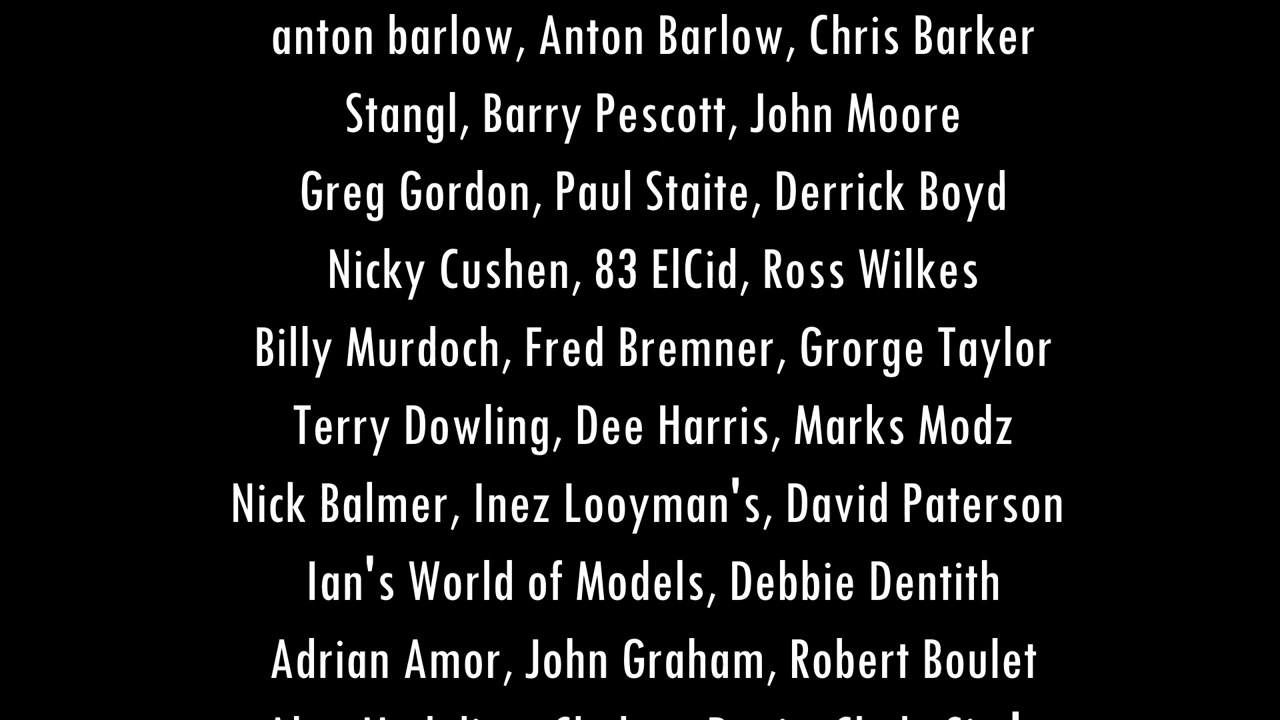 anton barlow, Anton Barlow, Chris Barker
Stangl, Barry Pescott, John Moore
Greg Gordon, Paul Staite, Derrick Boyd
Nicky Cushen, 83 ElCid, Ross Wilkes
Billy Murdoch, Fred Bremner, Grorge Taylor
Terry Dowling, Dee Harris, Marks Modz
Nick Balmer, Inez Looyman's, David Paterson
Ian's World of Models, Debbie Dentith
Adrian Amor, John Graham, Robert Boulet